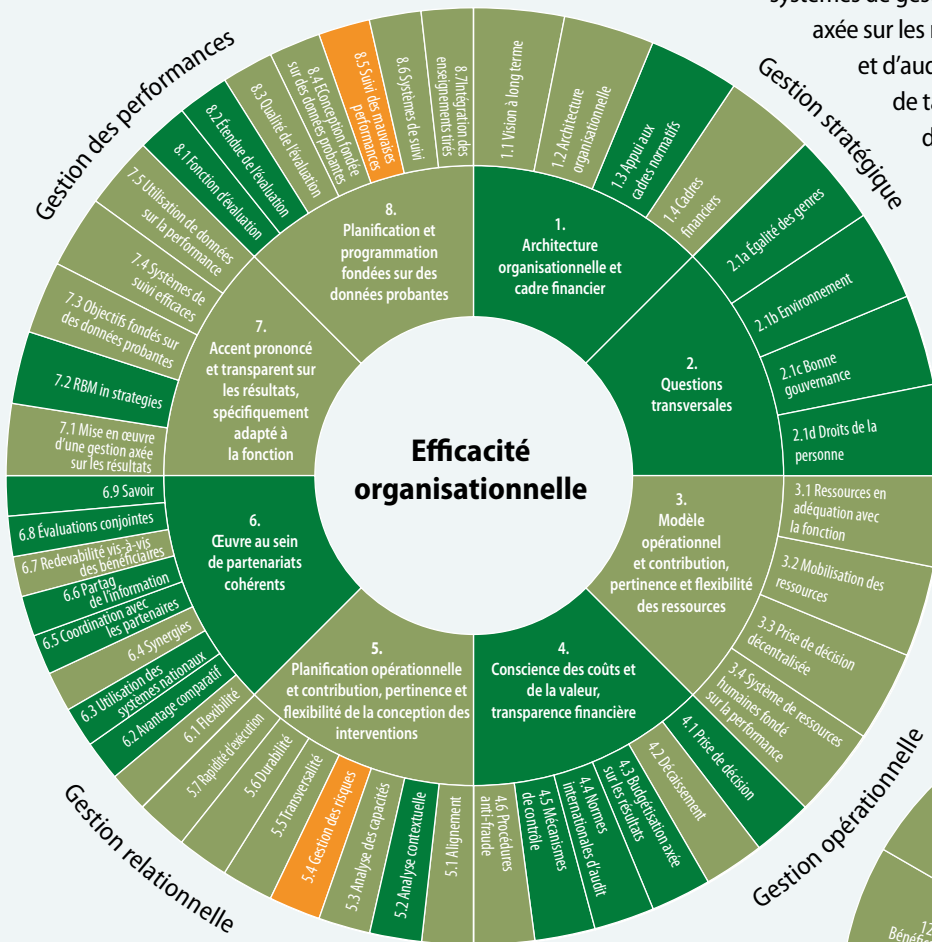 systèmes de gest
axée sur les r
et d'aud
de ta
d
Gestion des performances
Gestion stratégique
Gestion opérationnelle
Gestion relationnelle
Efficacité
organisationnelle
1.
Architecture
organisationnelle et
cadre financier
1.1 Vision à long terme
1.2 Architecture
organisationnelle
1.3 Appui aux
cadres normatifs
1.4 Cadres
financiers
2.
Questions
transversales
2.1a Égalité des genres
2.1b Environnement
2.1c Bonne
gouvernance
2.1d Droits de la
personne
3.
Modèle
opérationnel
et contribution,
pertinence et flexibilité
des ressources
3.1 Ressources en
adéquation avec
la fonction
3.2 Mobilisation des
ressources
3.3 Prise de décision
décentralisée
3.4 Système de ressources
humaines fondé
sur la performance
4.
Conscience des coûts et
de la valeur,
transparence financière
4.1 Prise de décision
4.2 Décaissement
4.3 Budgétisation axée
sur les résultats
4.4 Normes
internationales d'audit
4.5 Mécanismes
de contrôle
4.6 Procédures
anti-fraude
5.
Planification opérationnelle
et contribution, pertinence et
flexibilité de la conception des
interventions
5.1 Alignement
5.2 Analyse contextuelle
5.3 Analyse des capacités
5.4 Gestion des risques
5.5 Transversalité
5.6 Durabilité
5.7 Rapidité d'exécution
6.
Œuvre au sein
de partenariats
cohérents
6.1 Flexibilité
6.2 Avantage comparatif
6.3 Utilisation des
systèmes nationaux
6.4 Synergies
6.5 Coordination avec
les partenaires
6.6 Partag
de l'information
6.7 Redevabilité vis-à-vis
des bénéficiaires
6.8 Évaluations conjointes
6.9 Savoir
7.
Accent prononcé
et transparent sur
les résultats,
spécifiquement
adapté à
la fonction
7.1 Mise en œuvre
d'une gestion axée
sur les résultats
7.2 RBM in strategies
7.3 Objectifs fondés sur
des données probantes
7.4 Systèmes de
suivi efficaces
7.5 Utilisation de données
sur la performance
8.
Planification et
programmation
fondées sur des
données probantes
8.1 Fonction d'évaluation
8.2 Étendue de l'évaluation
8.3 Qualité de l'évaluation
8.4 EConception fondée
sur des données probantes
8.5 Suivi des mauvaises
performances
8.6 Systèmes de suivi
8.7 Intégration des
enseignements tirés
12
Bénéfi